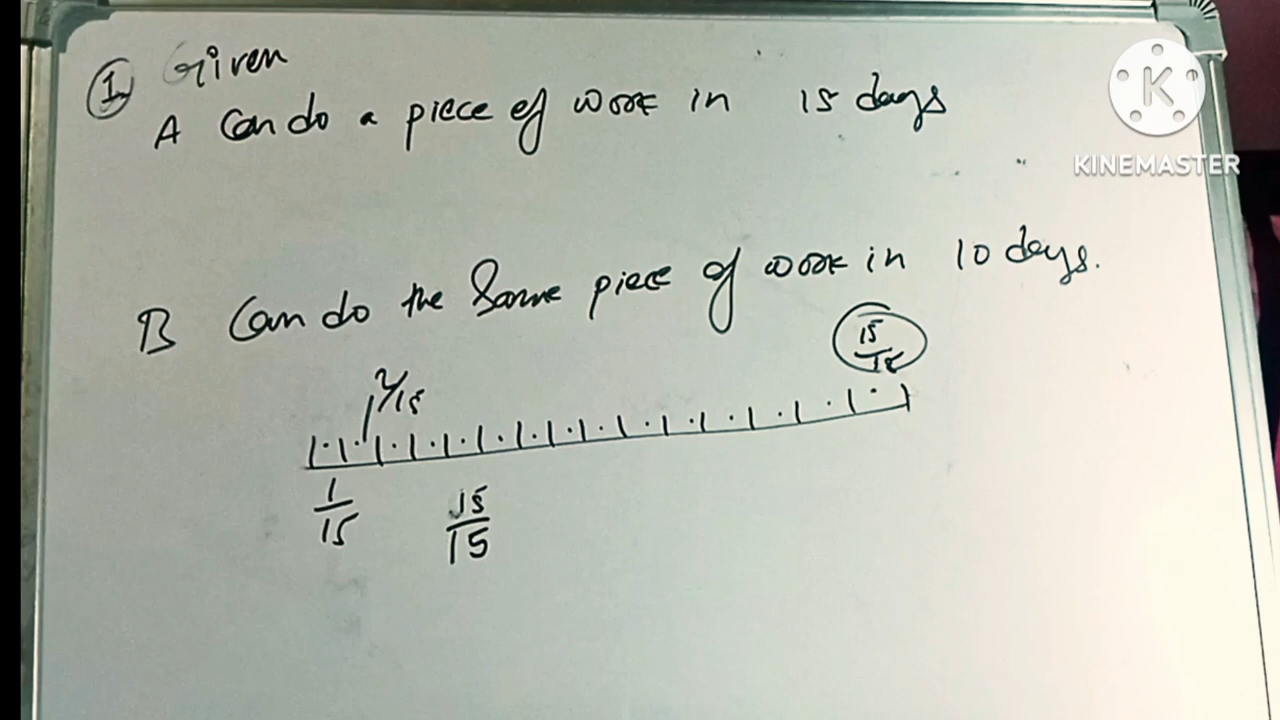 1 Given
A Can do a piece of work in 15 days
K
KINEMASTER
B Can do the Same piece of work in 10 days.
15/15
2/15
1/15
15/15